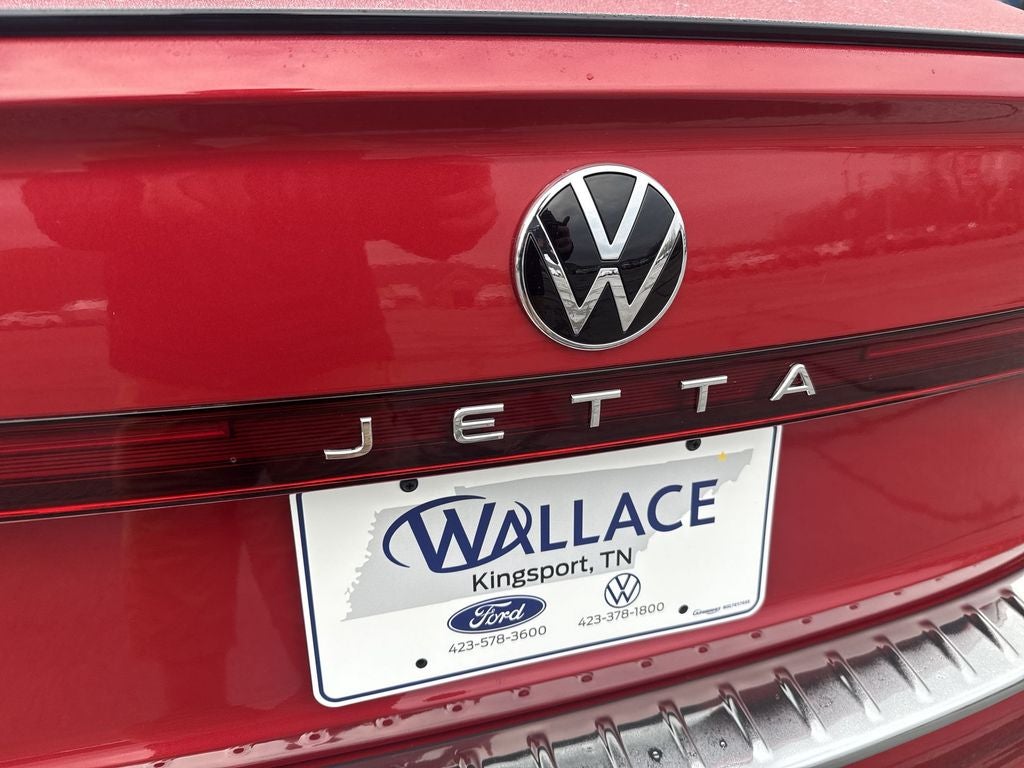 JETTA
WALLACE
Kingsport, TN
Ford
423-578-3600
423-378-1800